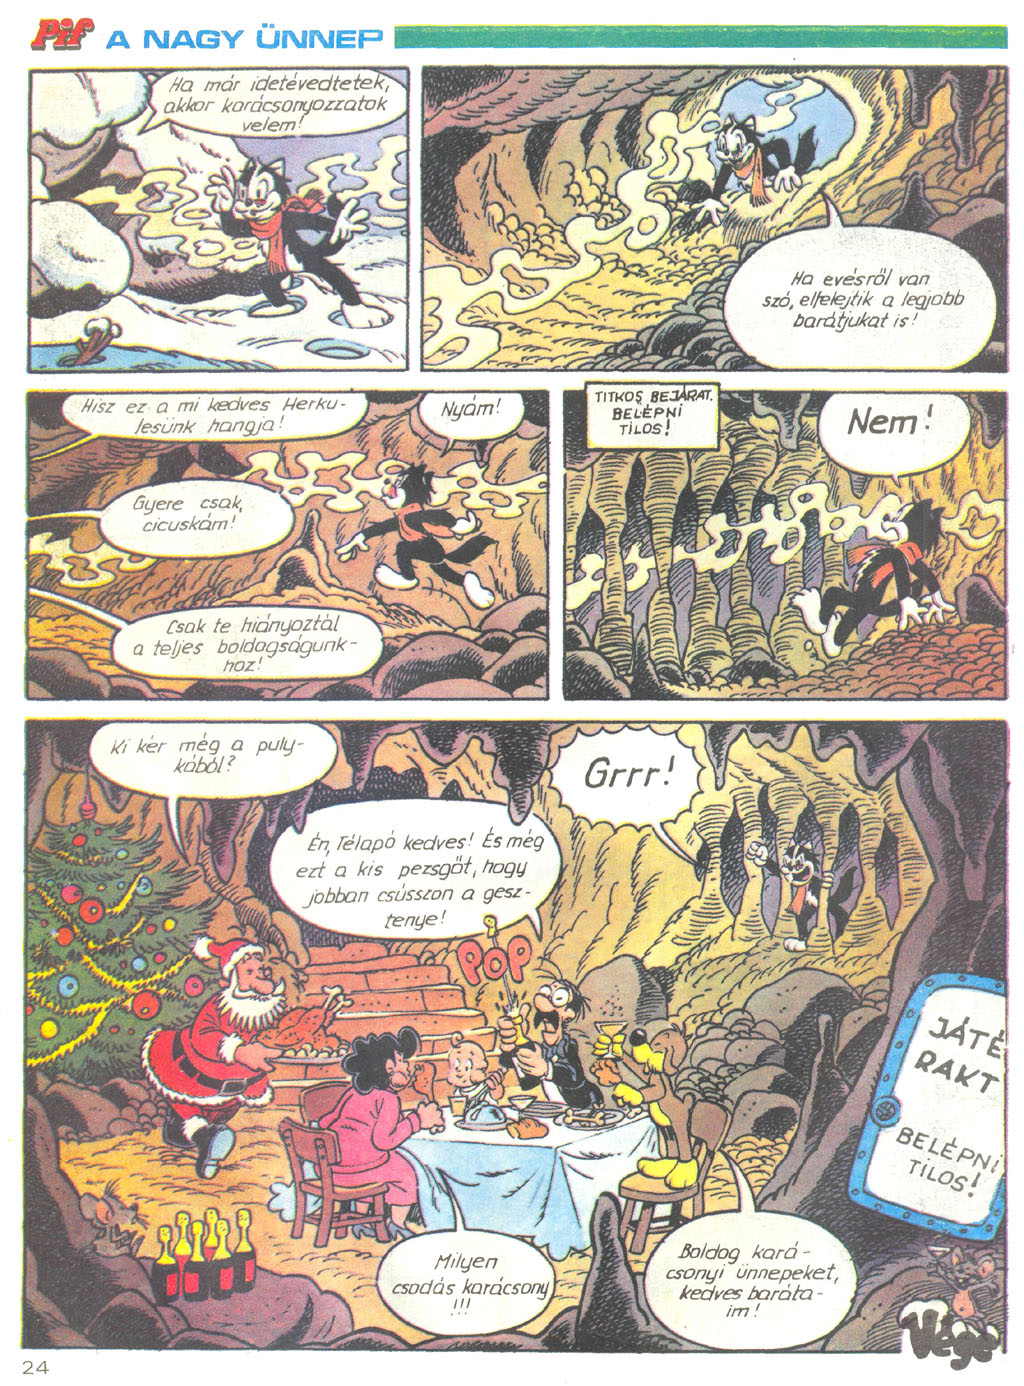 Pif A NAGY ÜNNEP
Ha már idetévedtetek,
akkor karácsonyozzatok
velem!
Ha evésről van
szó, elfelejtik a legjobb
barátjukat is!
Hisz ez a mi kedves Herku-
lesünk hangja!
Nyám!
Gyere csak,
cicuskám!
Csak te hiányoztál
a teljes boldogságunk-
hoz!
TITKOS BEJÁRAT.
BELÉPNI
TILOS!
Nem!
Ki kér még a puly-
kából?
Én, Télapó kedves! És még
ezt a kis pezsgőt, hogy
jobban csússzon a gesz-
tenye!
Grrr!
POP
JÁTÉ
RAKT
BELÉPNI
TILOS!
Milyen
csodás karácsony
!!!
Boldog kará-
csonyi ünnepeket,
kedves baráta-
im!
Vége
24